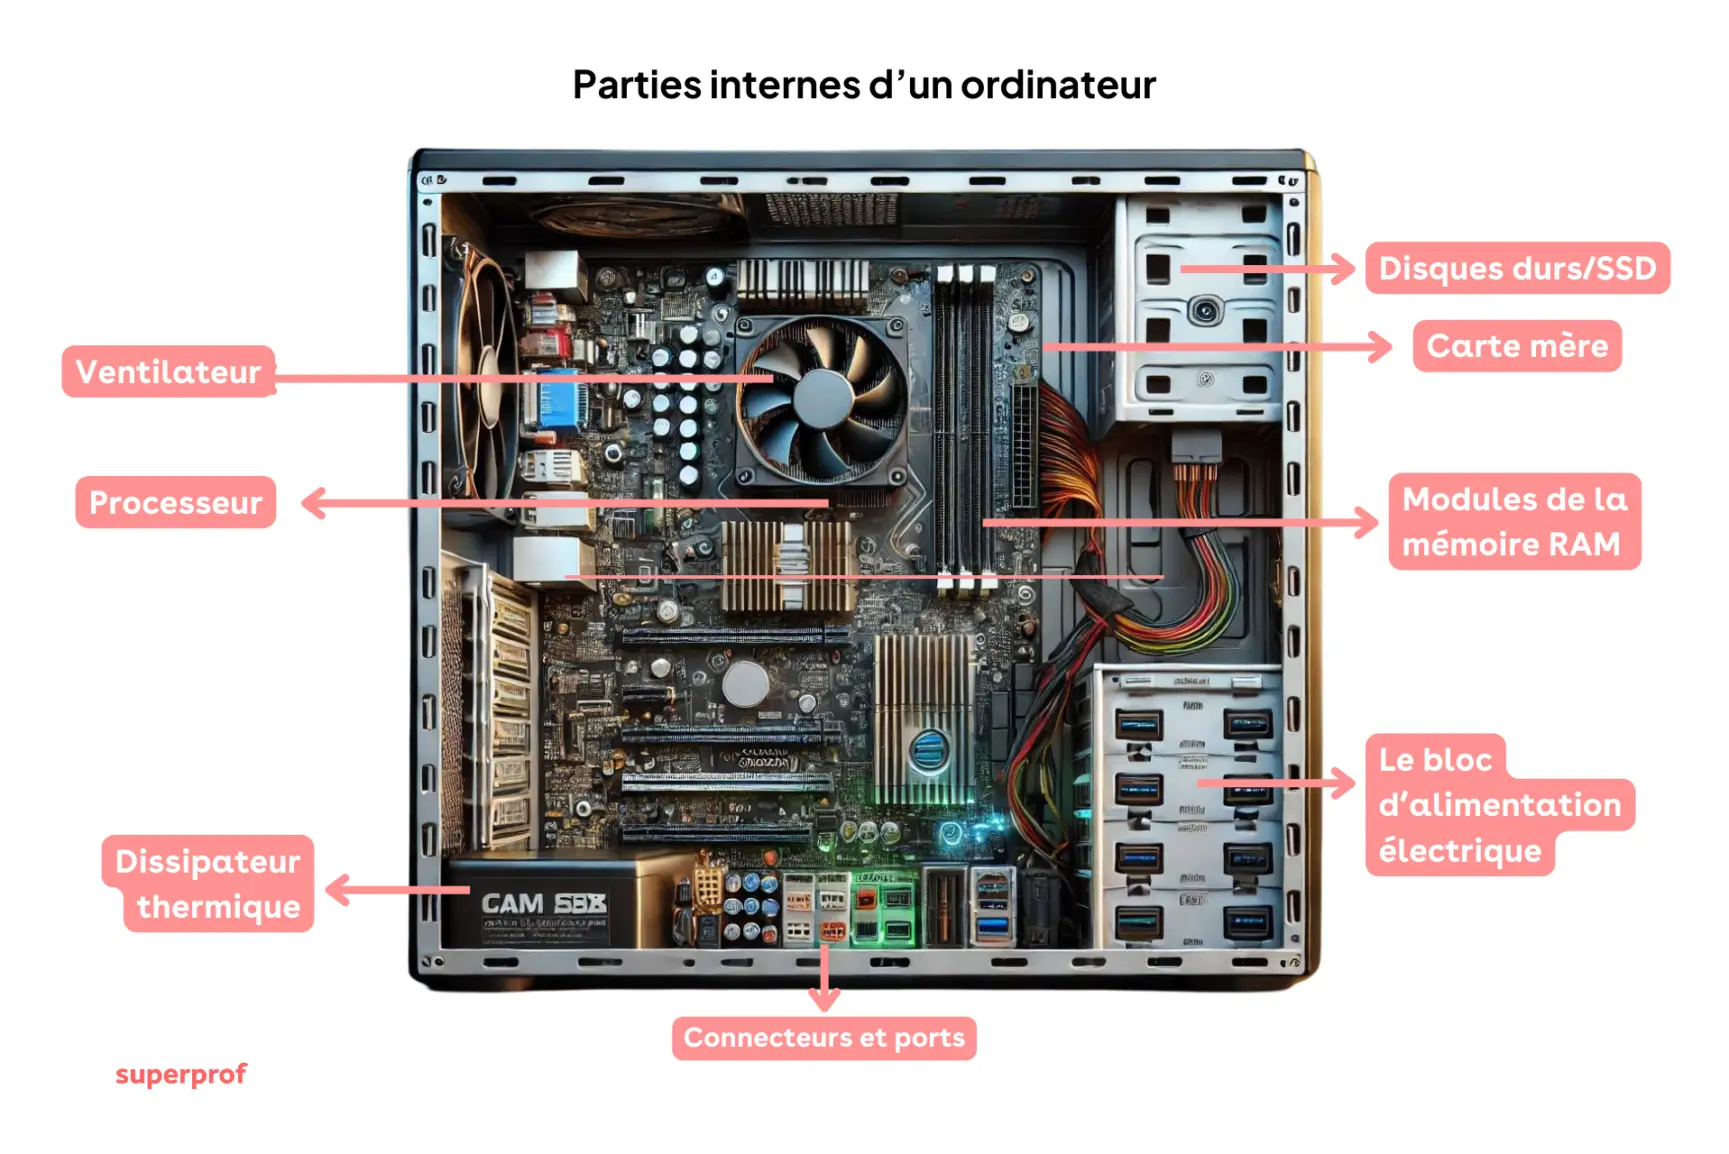 Parties internes d’un ordinateur
Disques durs/SSD
Carte mère
Ventilateur
Processeur
Modules de la
mémoire RAM
Le bloc
d’alimentation
électrique
Dissipateur
thermique
CAM
Connecteurs et ports
superprof